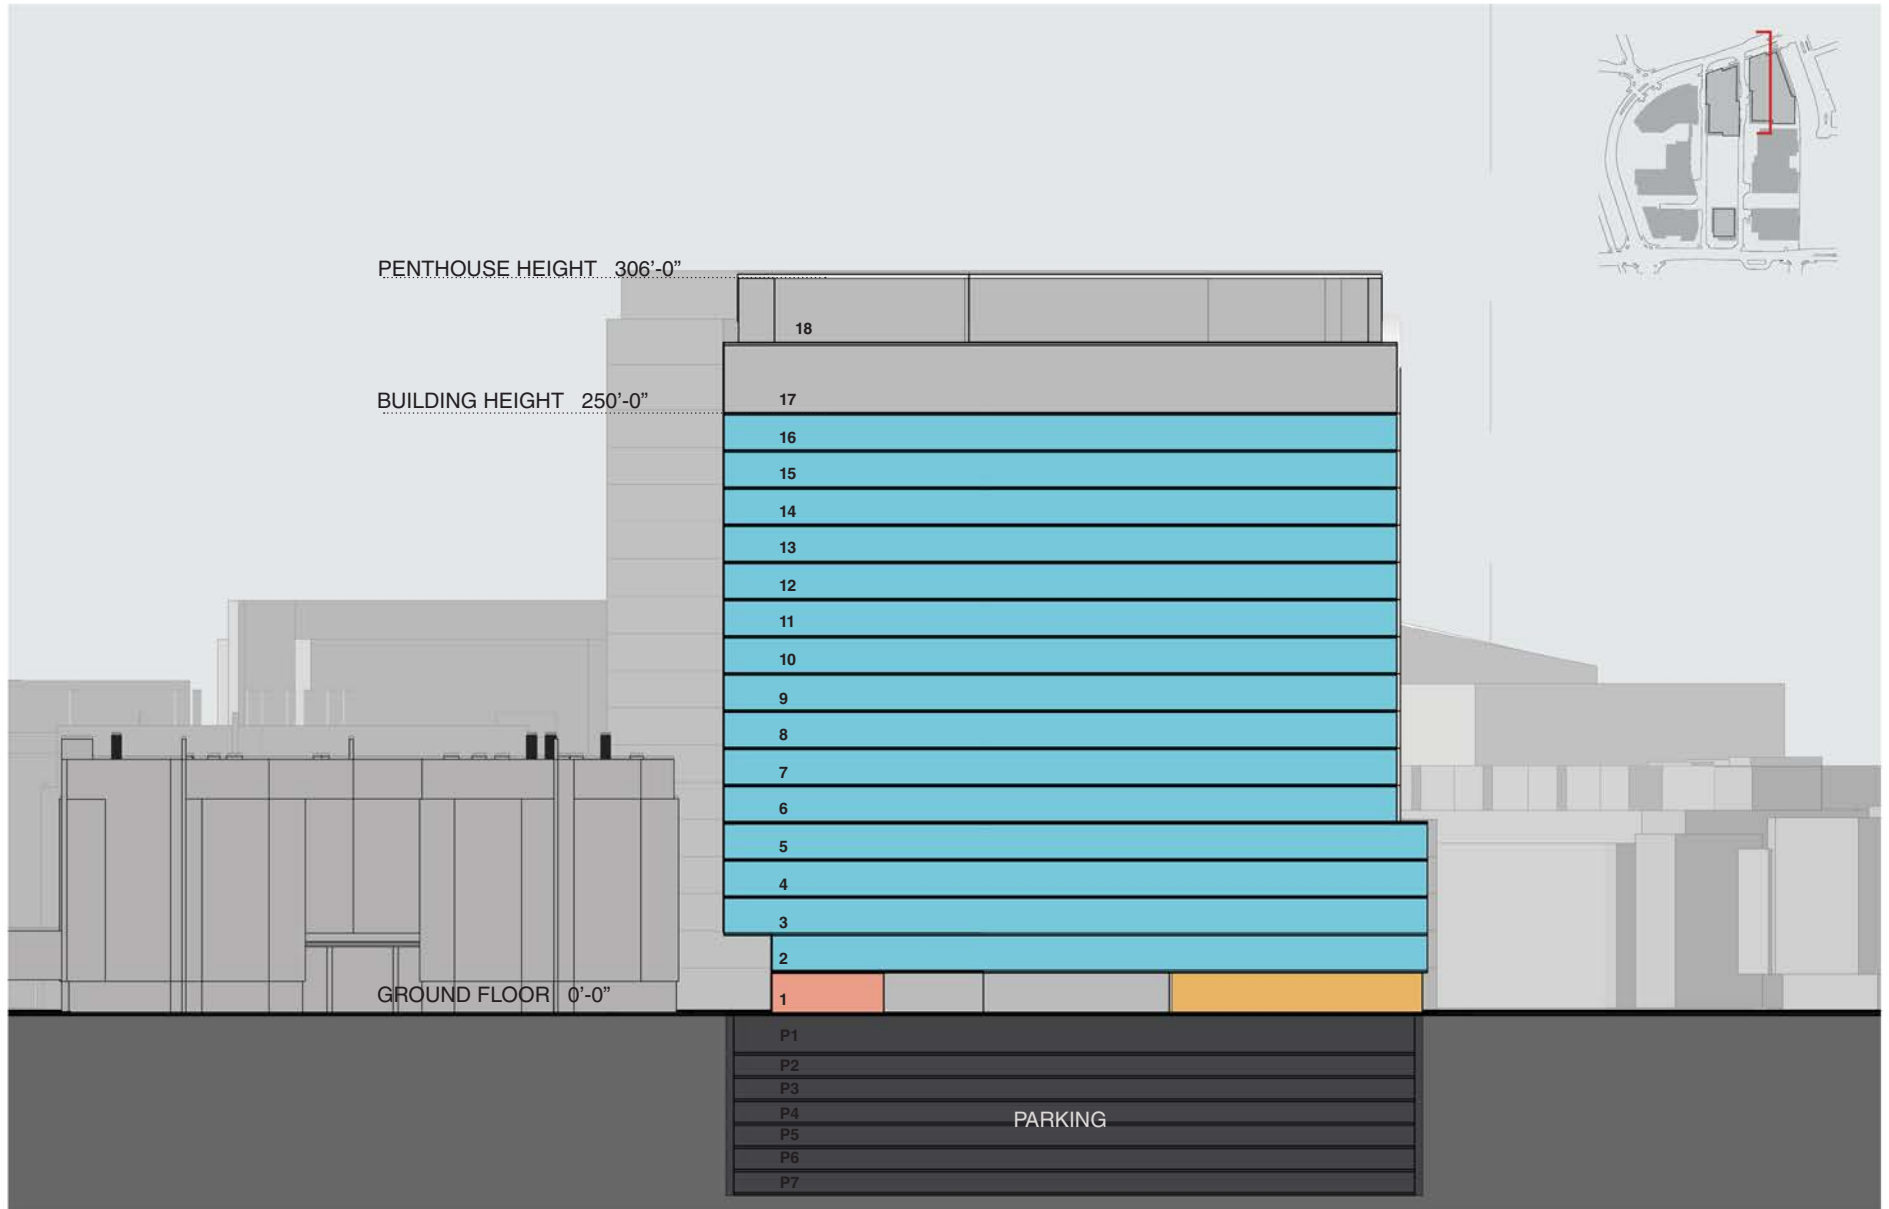 PENTHOUSE HEIGHT 306'-0"
18
BUILDING HEIGHT 250'-0"
17
16
15
14
13
12
11
10
9
8
7
6
5
4
3
2
GROUND FLOOR 0'-0"
1
P1
P2
P3
P4
PARKING
P5
P6
P7